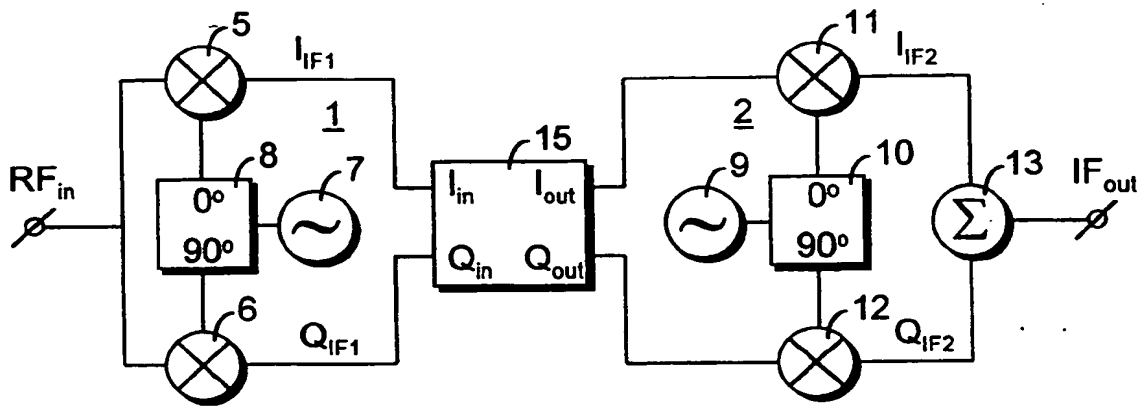 5
I_IF1
11
I_IF2
1
2
15
RF_in
8
7
I_in
I_out
9
10
13
IF_out
0°
0°
90°
90°
Q_in
Q_out
6
12
Q_IF1
Q_IF2
Σ